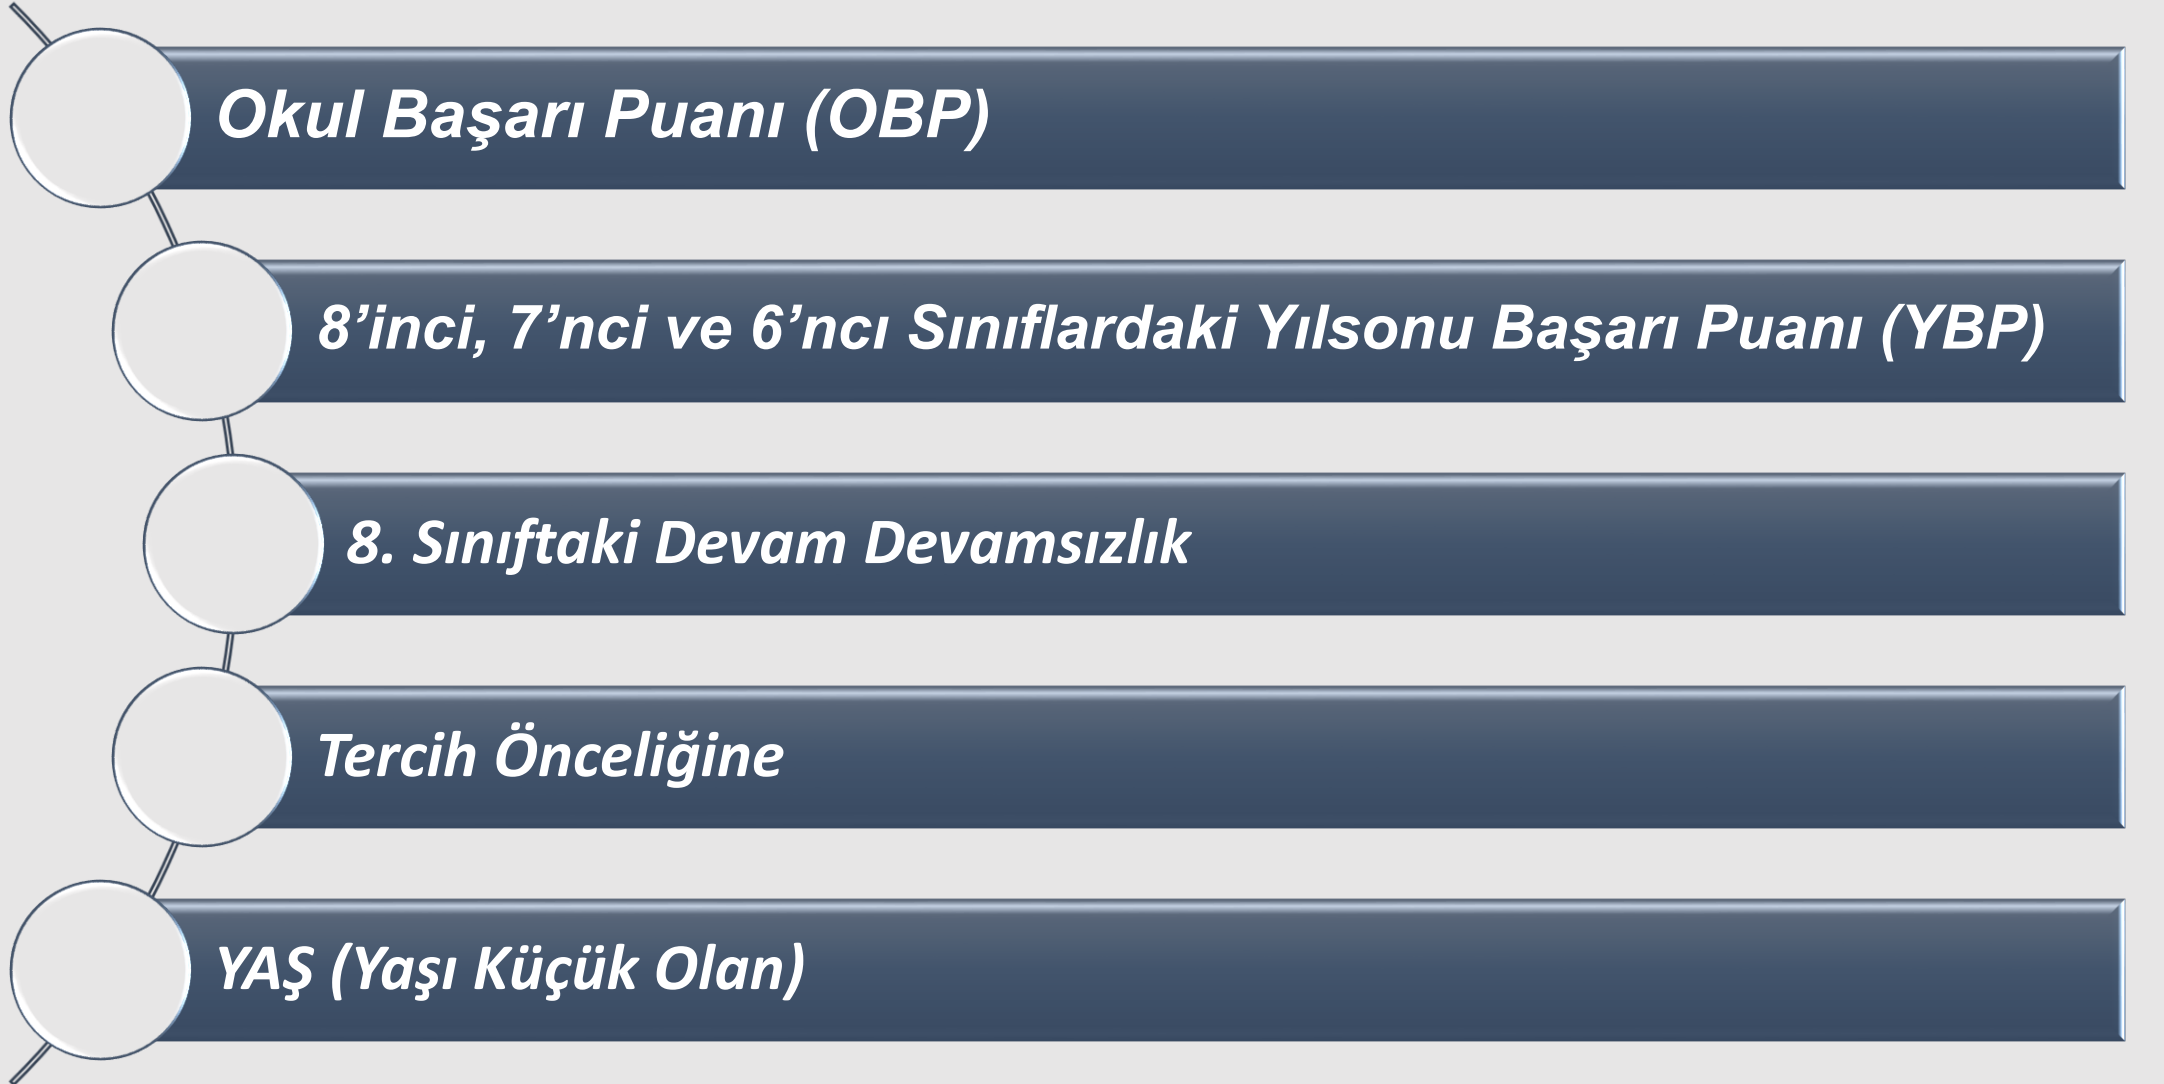 Okul Başarı Puanı (OBP)
8’inci, 7’nci ve 6’ncı Sınıflardaki Yılsonu Başarı Puanı (YBP)
8. Sınıftaki Devam Devamsızlık
Tercih Önceliğine
YAŞ (Yaşı Küçük Olan)